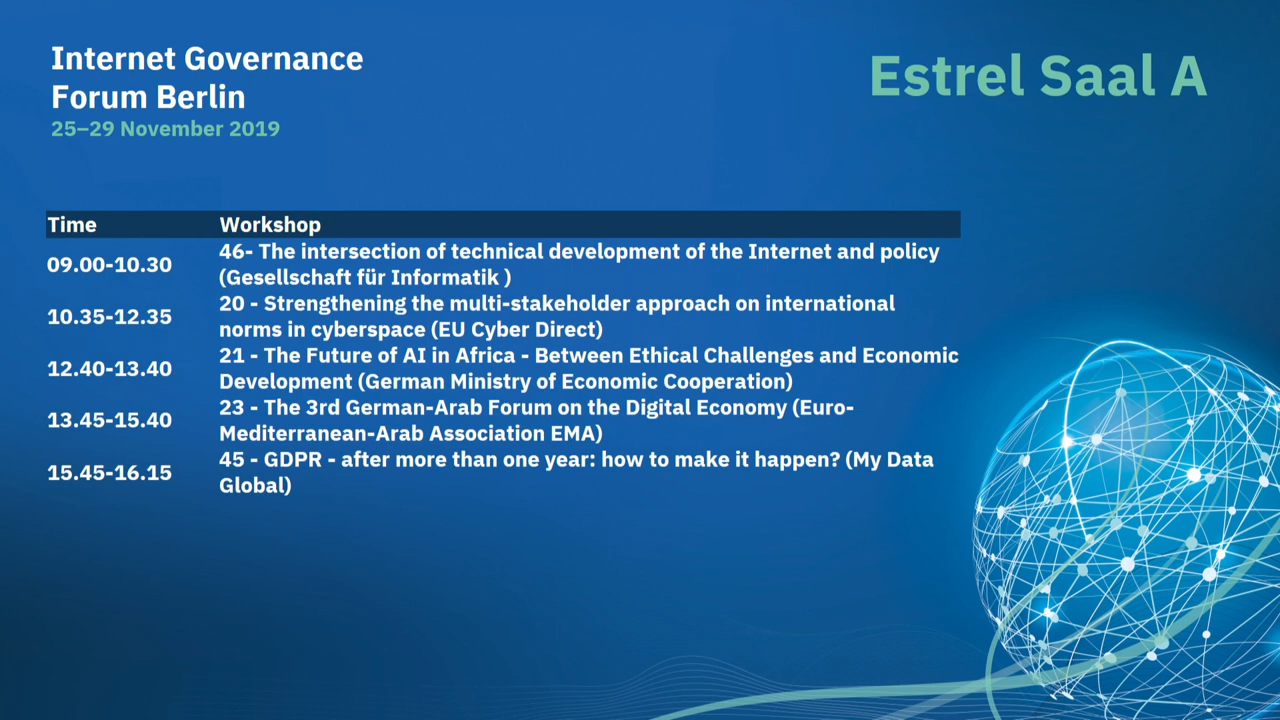 Internet Governance
Forum Berlin
25–29 November 2019
Estrel Saal A
Time Workshop
09.00-10.30 46- The intersection of technical development of the Internet and policy
(Gesellschaft für Informatik )
10.35-12.35 20 - Strengthening the multi-stakeholder approach on international
norms in cyberspace (EU Cyber Direct)
12.40-13.40 21 - The Future of AI in Africa - Between Ethical Challenges and Economic
Development (German Ministry of Economic Cooperation)
13.45-15.40 23 - The 3rd German-Arab Forum on the Digital Economy (Euro-
Mediterranean-Arab Association EMA)
15.45-16.15 45 - GDPR - after more than one year: how to make it happen? (My Data
Global)